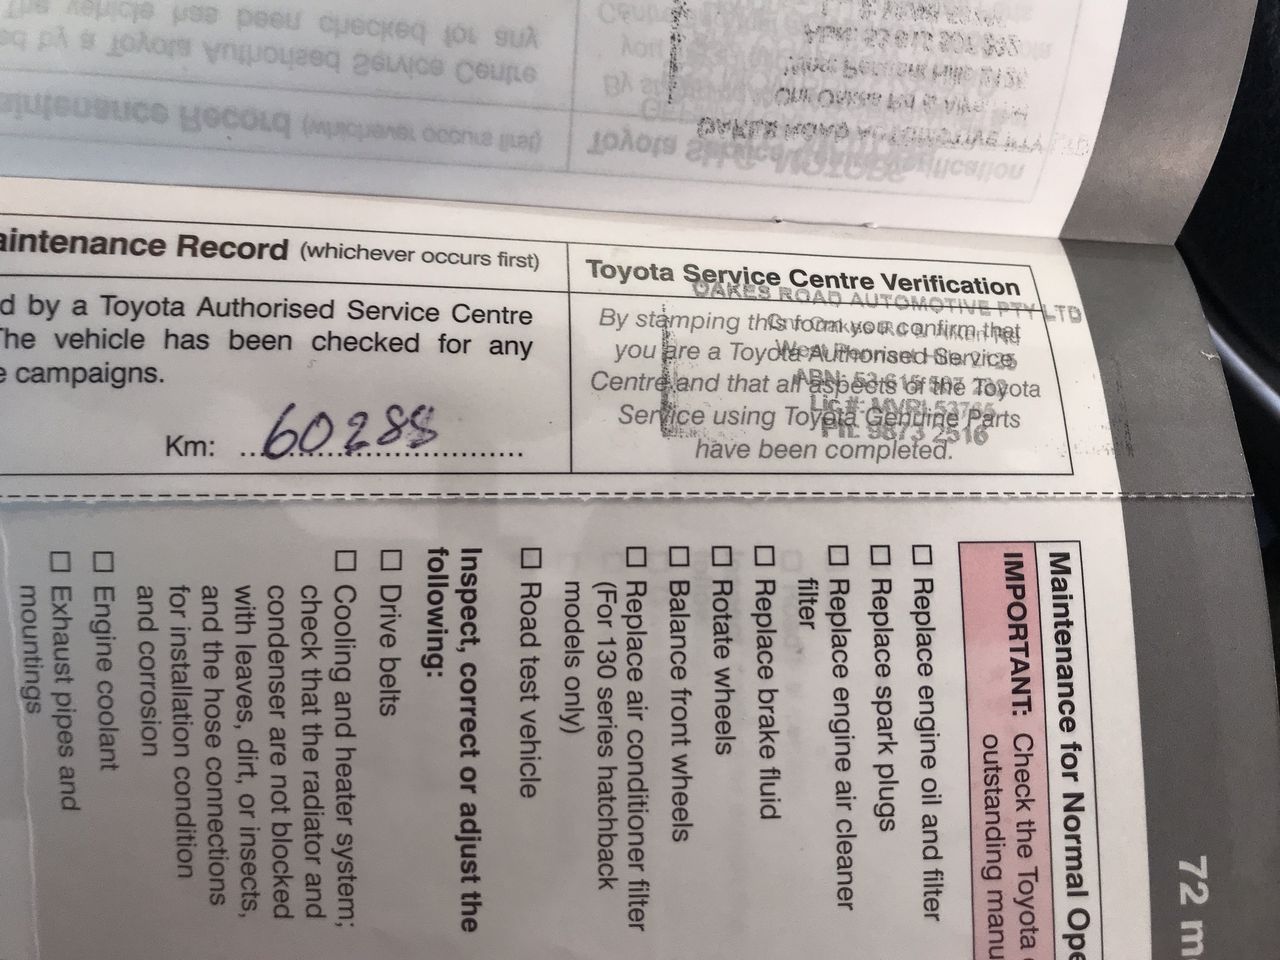 aintenance Record (whichever occurs first)
d by a Toyota Authorised Service Centre
The vehicle has been checked for any
e campaigns.
Km: 60288
Toyota Service Centre Verification
By stamping this form you confirm that
you are a Toyota Authorised Service
Centre and that all aspects of the Toyota
Service using Toyota Genuine Parts
have been completed.
OAKES ROAD AUTOMOTIVE PTY LTD
PH. 9873 2516
72 m
Maintenance for Normal Ope
IMPORTANT: Check the Toyota
outstanding manu
☐ Replace engine oil and filter
☐ Replace spark plugs
☐ Replace engine air cleaner
filter
☐ Replace brake fluid
☐ Rotate wheels
☐ Balance front wheels
☐ Replace air conditioner filter
(For 130 series hatchback
models only)
☐ Road test vehicle
Inspect, correct or adjust the
following:
☐ Drive belts
☐ Cooling and heater system;
check that the radiator and
condenser are not blocked
with leaves, dirt, or insects,
and the hose connections
for installation condition
and corrosion
☐ Engine coolant
☐ Exhaust pipes and
mountings